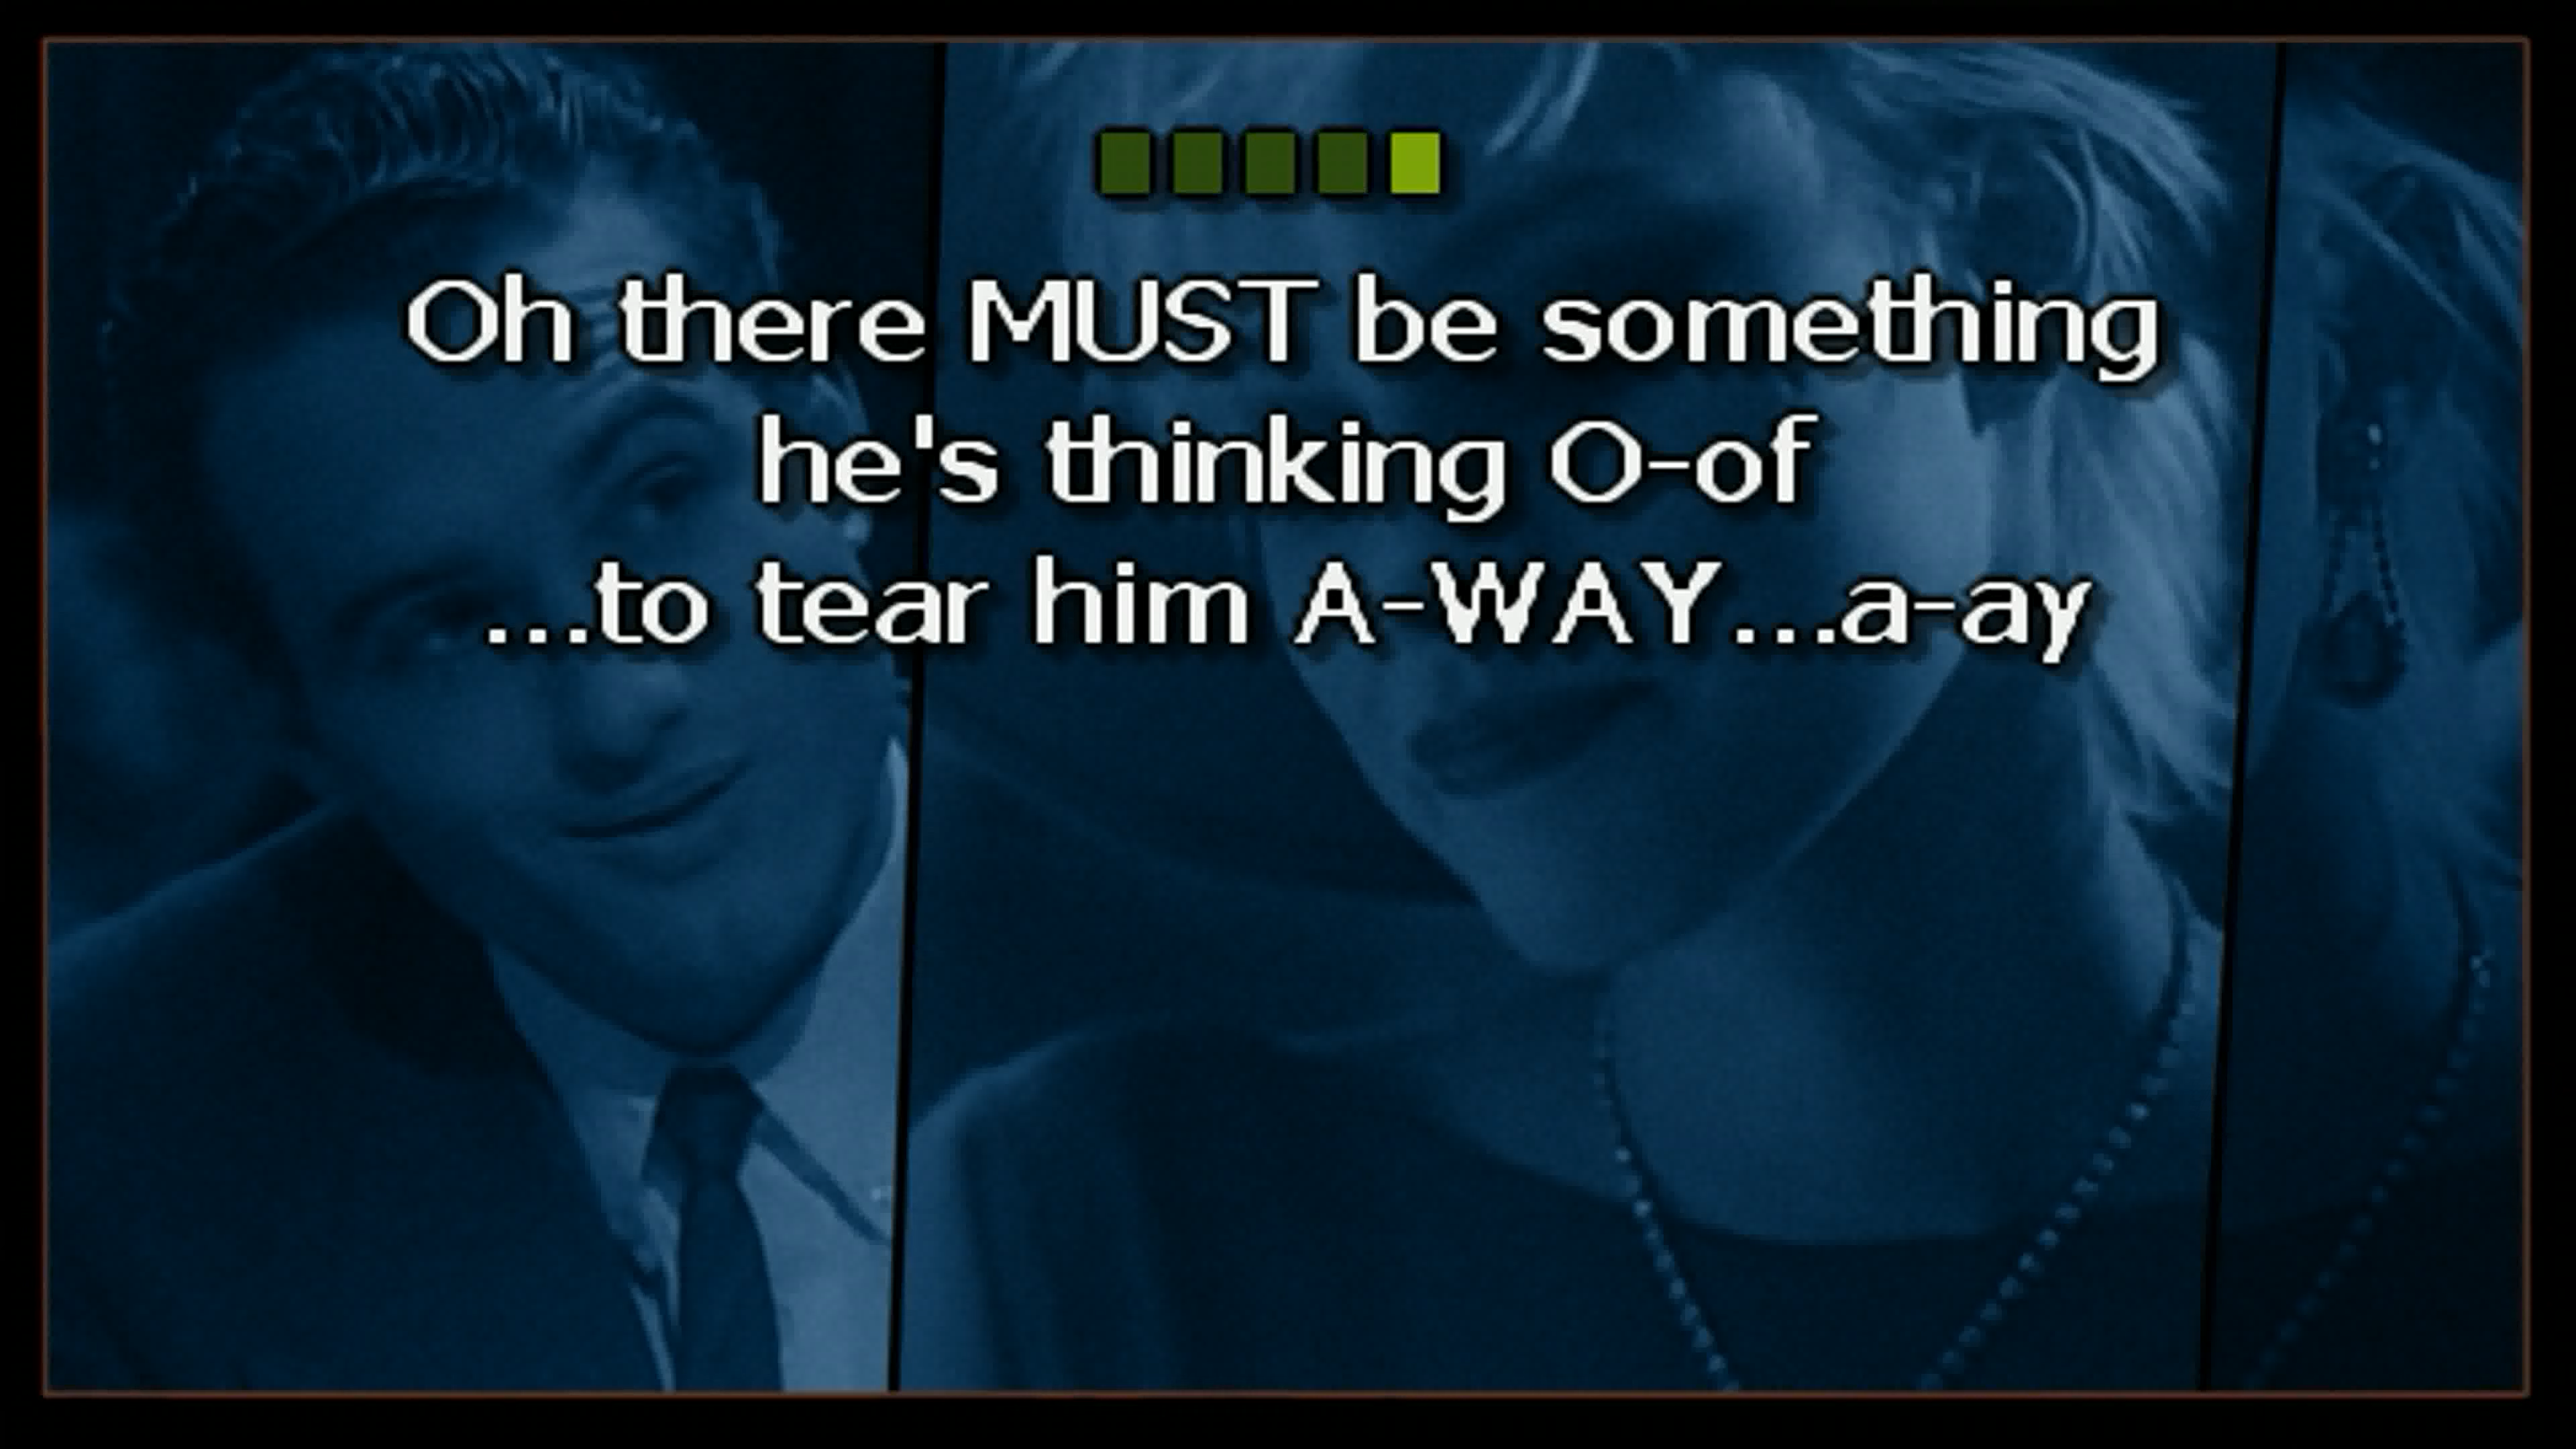 Oh there MUST be something
he's thinking O-of
...to tear him A-WAY...a-ay